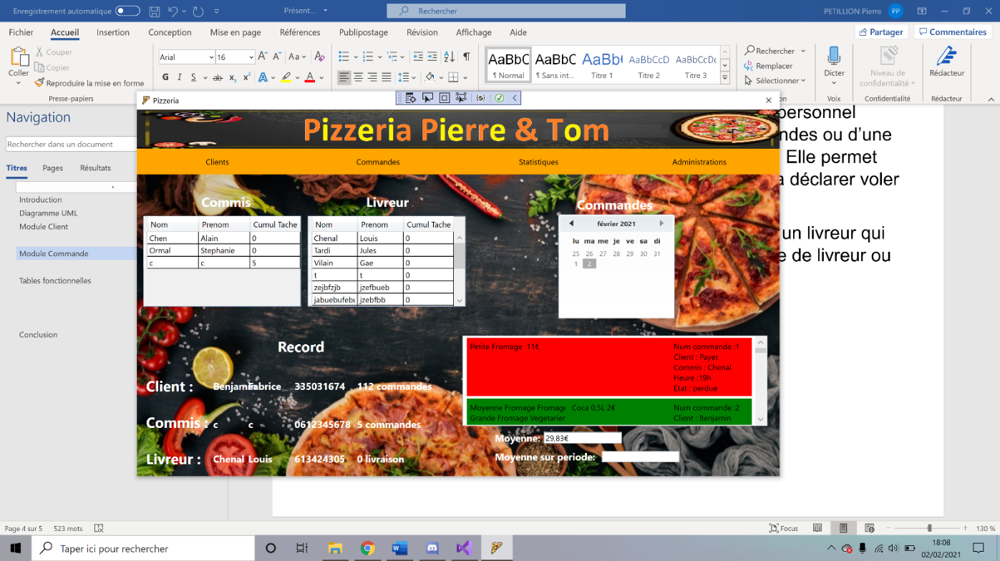 Enregistrement automatique
Présent...
Rechercher
PETILLION Pierre PP
Fichier Accueil Insertion Conception Mise en page Références Publipostage Révision Affichage Aide
Partager Commentaires
Coller
Couper
Copier
Reproduire la mise en forme
Presse-papiers
Arial 16
G I S ab x₂ x² A A
AaBbC AaBbC AaBb( AaBbCcD AaBbCcDc
¶ Normal ¶ Sans int... Titre 1 Titre 2 Titre 3
Rechercher
Remplacer
Sélectionner
Dicter
Voix
Niveau de
confidentialité
Confidentialité
Rédacteur
Rédacteur
Navigation
Rechercher dans un document
Titres Pages Résultats
Introduction
Diagramme UML
Module Client
Module Commande
Tables fonctionnelles
Conclusion
Pizzeria
Pizzeria Pierre & Tom
Clients Commandes Statistiques Administrations
Commis Livreur Commandes
Nom Prenom Cumul Tache
Chen Alain 0
Ormal Stephanie 0
c c 5
Nom Prenom Cumul Tache
Chenal Louis 0
Tardi Jules 0
Vilain Gae 0
t t 0
zejbfzjb jzefbueb 0
jabuebufebu jzebfbb 0
février 2021
lu ma me je ve sa di
25 26 27 28 29 30 31
1 2
Record
Client : Benjamin Fabrice 335031674 112 commandes
Commis : c c 0612345678 5 commandes
Livreur : Chenal Louis 613424305 0 livraison
Petite Fromage 11€
Num commande :1
Client : Payet
Commis : Chenal
Heure :19h
Etat : perdue
Moyenne Fromage Fromage Coca 0,5L 2€
Grande Fromage.Vegetarier
Num commande :2
Client : Benjamin
Moyenne: 29,83€
Moyenne sur periode:
personnel
ndes ou d'une
Elle permet
a déclarer voler
un livreur qui
e de livreur ou
Page 4 sur 5 523 mots
Focus
130 %
Taper ici pour rechercher
18:08
02/02/2021